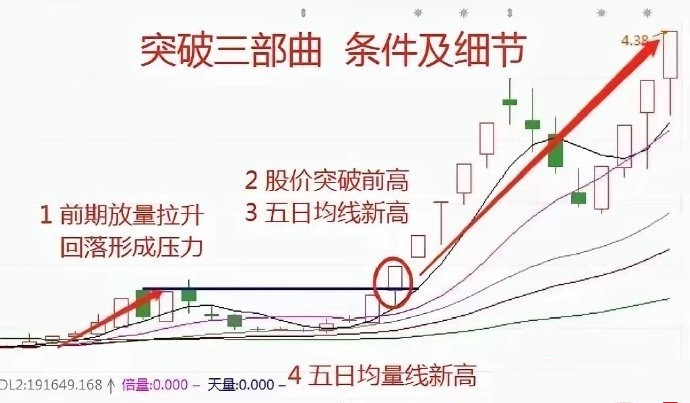 突破三部曲 条件及细节
4.38
2 股价突破前高
3 五日均线新高
1 前期放量拉升
回落形成压力
OL2:191649.168 ↑ 倍量:0.000 － 天量:0.000 －
4 五日均量线新高